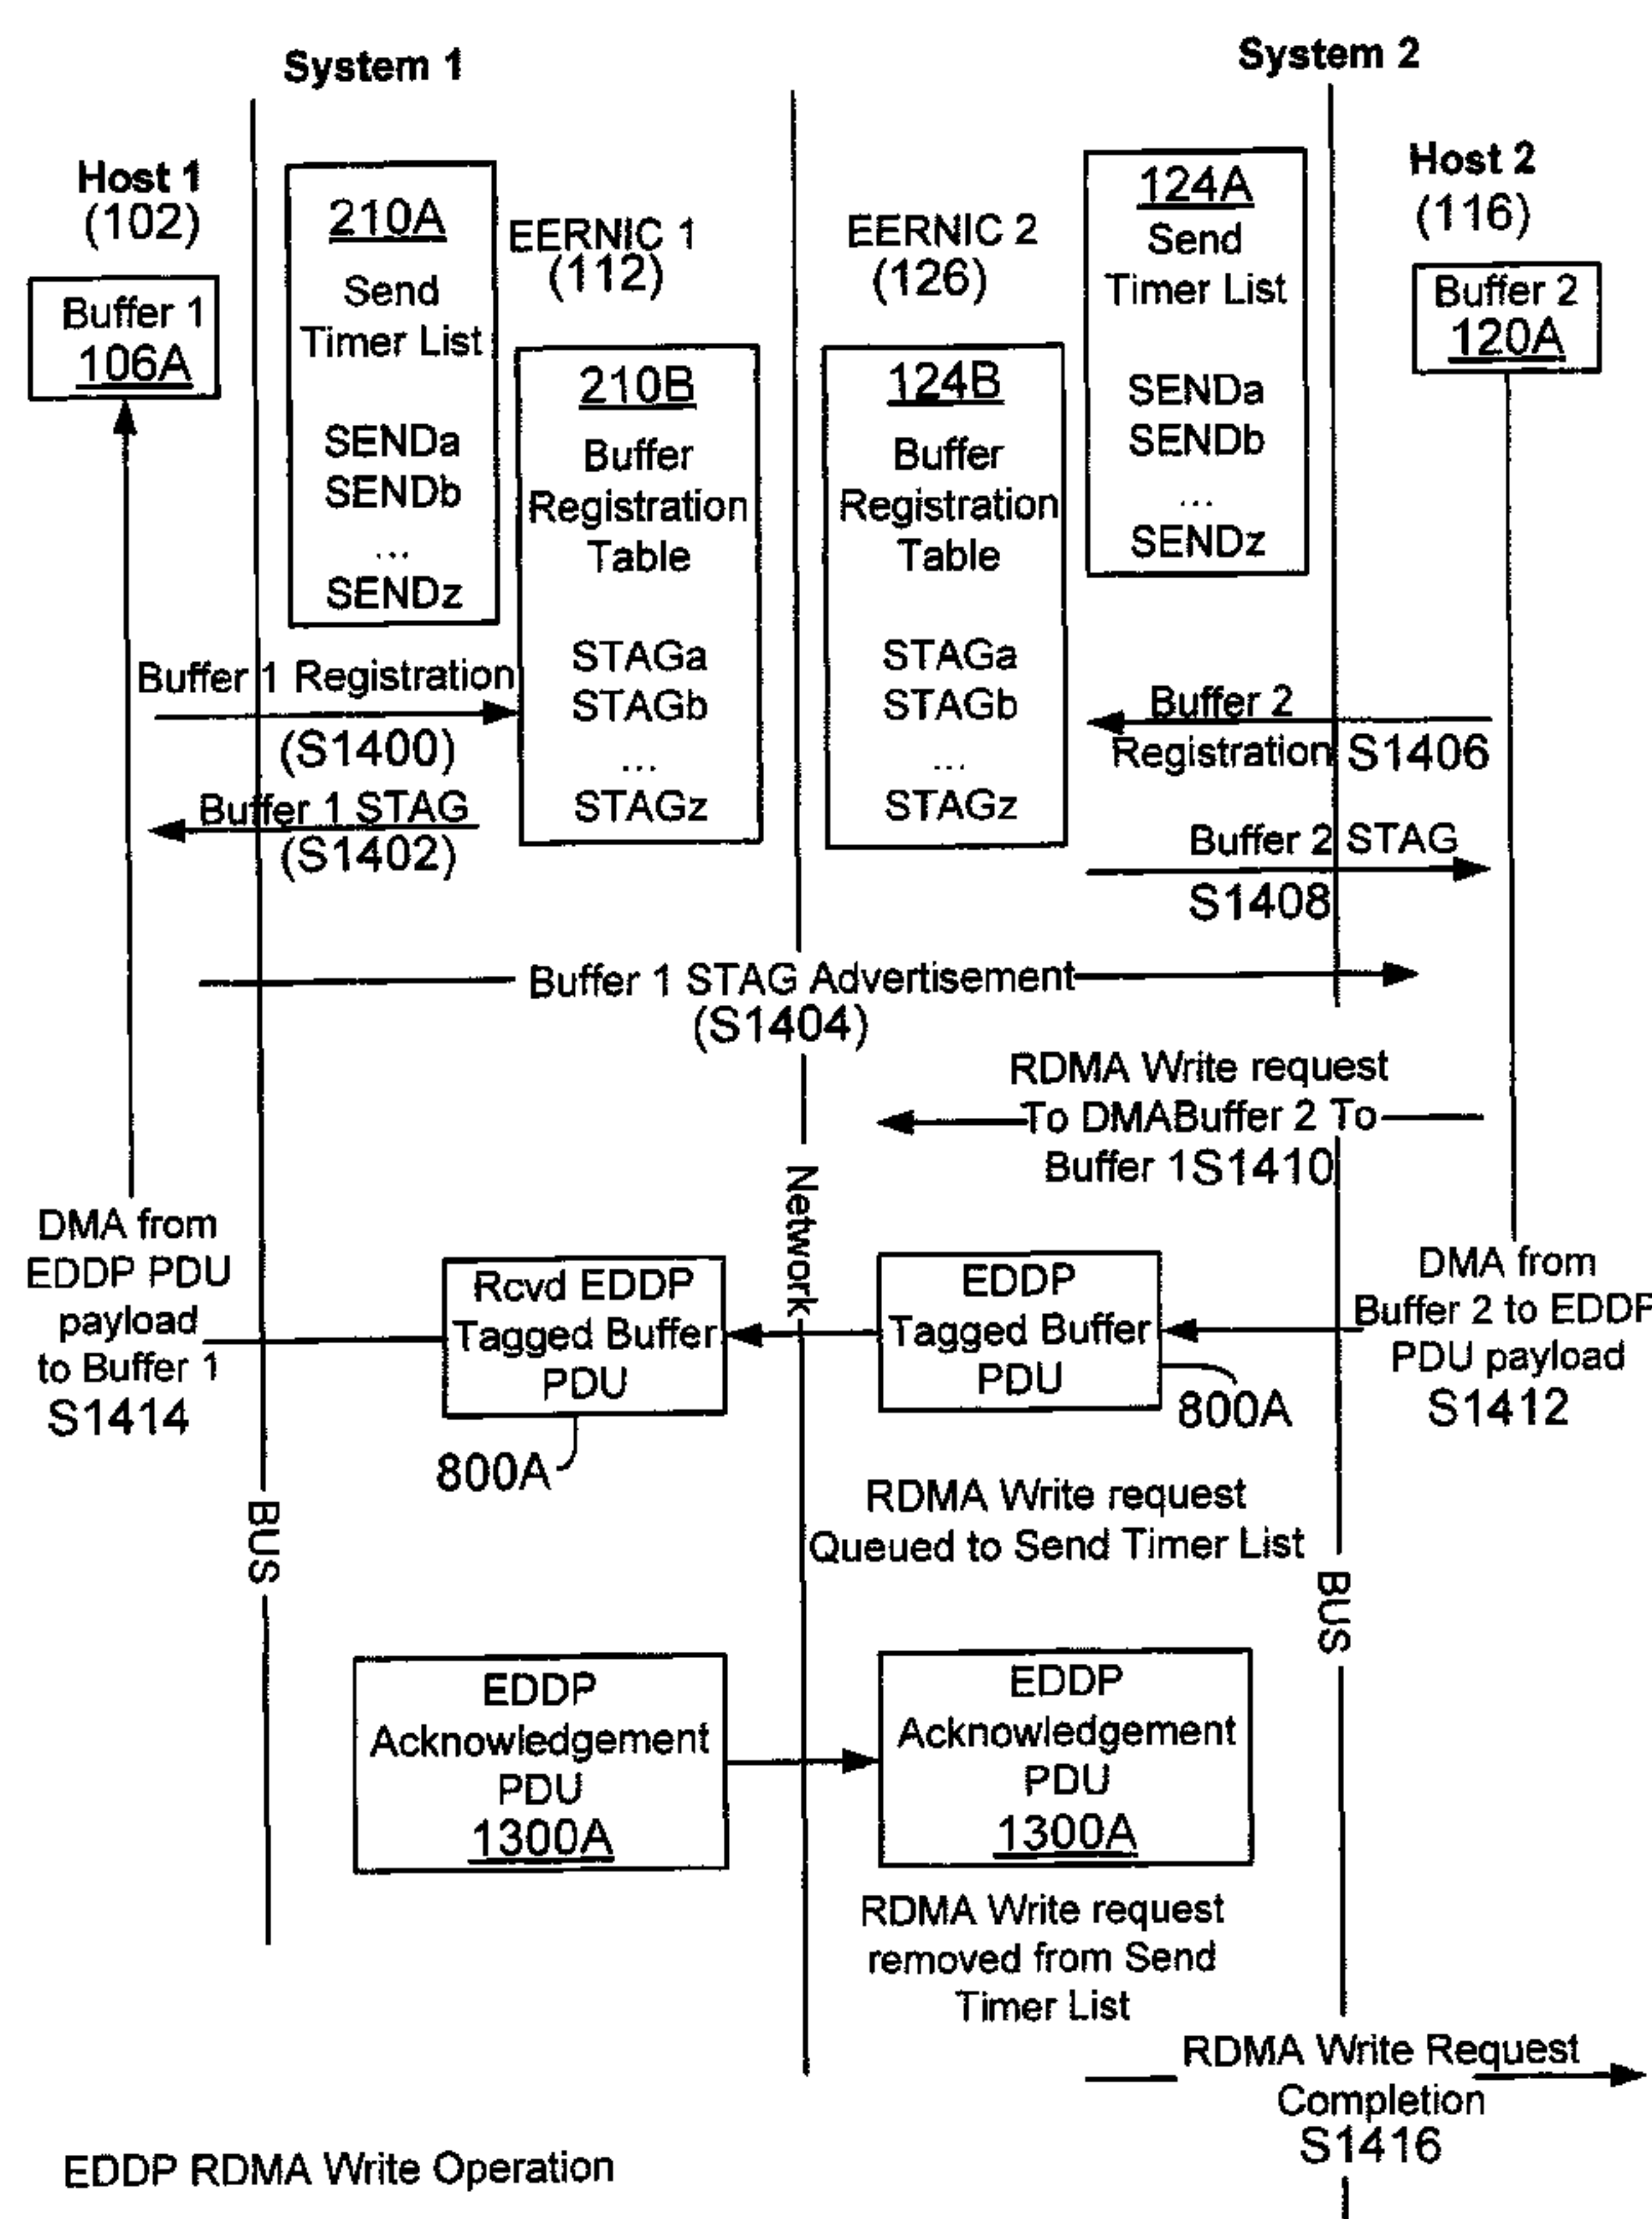 System 1
System 2
Host 1
(102)
210A
Send
Timer List
SENDa
SENDb
...
SENDz
EERNIC 1
(112)
EERNIC 2
(126)
124A
Send
Timer List
SENDa
SENDb
...
SENDz
Host 2
(116)
Buffer 1
106A
Buffer 2
120A
210B
Buffer
Registration
Table
STAGa
STAGb
...
STAGz
124B
Buffer
Registration
Table
STAGa
STAGb
...
STAGz
Buffer 1 Registration
(S1400)
Buffer 1 STAG
(S1402)
Buffer 2
Registration S1406
Buffer 2 STAG
S1408
Buffer 1 STAG Advertisement
(S1404)
RDMA Write request
To DMABuffer 2 To
Buffer 1S1410
Network
DMA from
EDDP PDU
payload
to Buffer 1
S1414
Rcvd EDDP
Tagged Buffer
PDU
800A
EDDP
Tagged Buffer
PDU
800A
DMA from
Buffer 2 to EDDP
PDU payload
S1412
BUS
RDMA Write request
Queued to Send Timer List
BUS
EDDP
Acknowledgement
PDU
1300A
EDDP
Acknowledgement
PDU
1300A
RDMA Write request
removed from Send
Timer List
RDMA Write Request
Completion
S1416
EDDP RDMA Write Operation